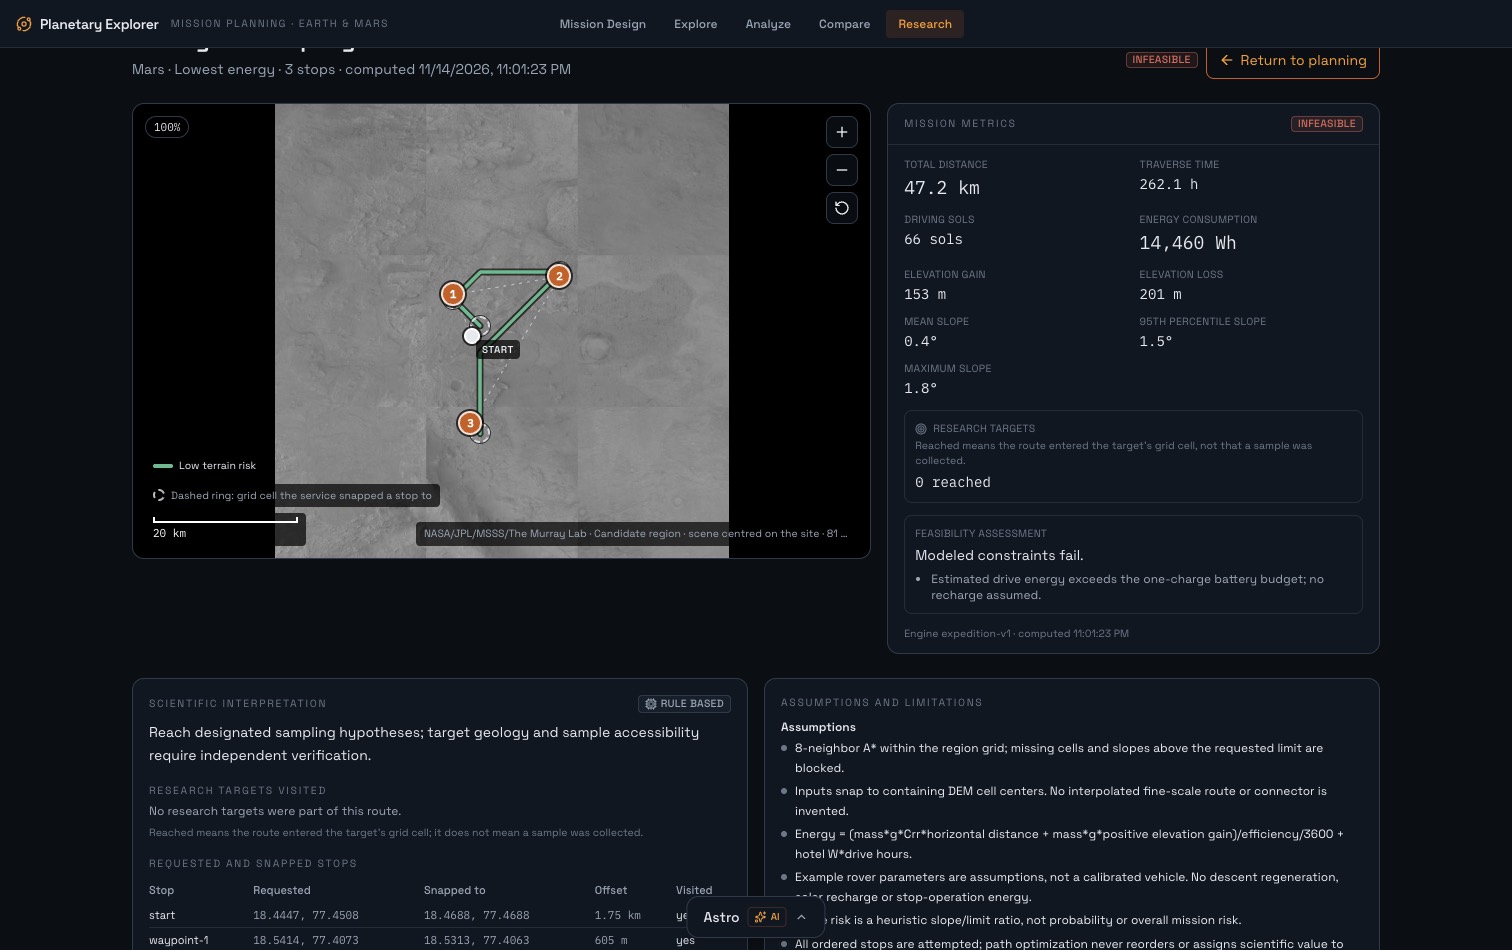 Planetary Explorer
MISSION PLANNING · EARTH & MARS
Mission Design
Explore
Analyze
Compare
Research
Mars · Lowest energy · 3 stops · computed 11/14/2026, 11:01:23 PM
INFEASIBLE
← Return to planning
100%
1
2
START
3
Low terrain risk
Dashed ring: grid cell the service snapped a stop to
20 km
NASA/JPL/MSSS/The Murray Lab · Candidate region · scene centred on the site · 81 …
MISSION METRICS
INFEASIBLE
TOTAL DISTANCE
47.2 km
TRAVERSE TIME
262.1 h
DRIVING SOLS
66 sols
ENERGY CONSUMPTION
14,460 Wh
ELEVATION GAIN
153 m
ELEVATION LOSS
201 m
MEAN SLOPE
0.4°
95TH PERCENTILE SLOPE
1.5°
MAXIMUM SLOPE
1.8°
RESEARCH TARGETS
Reached means the route entered the target's grid cell, not that a sample was
collected.
0 reached
FEASIBILITY ASSESSMENT
Modeled constraints fail.
• Estimated drive energy exceeds the one-charge battery budget; no
recharge assumed.
Engine expedition-v1 · computed 11:01:23 PM
SCIENTIFIC INTERPRETATION
RULE BASED
Reach designated sampling hypotheses; target geology and sample accessibility
require independent verification.
RESEARCH TARGETS VISITED
No research targets were part of this route.
Reached means the route entered the target's grid cell; it does not mean a sample was collected.
REQUESTED AND SNAPPED STOPS
Stop Requested Snapped to Offset Visited
start 18.4447, 77.4508 18.4688, 77.4688 1.75 km
waypoint-1 18.5414, 77.4073 18.5313, 77.4063 605 m yes
ASSUMPTIONS AND LIMITATIONS
Assumptions
8-neighbor A* within the region grid; missing cells and slopes above the requested limit are
blocked.
Inputs snap to containing DEM cell centers. No interpolated fine-scale route or connector is
invented.
Energy = (mass*g*Crr*horizontal distance + mass*g*positive elevation gain)/efficiency/3600 +
hotel W*drive hours.
Example rover parameters are assumptions, not a calibrated vehicle. No descent regeneration,
recharge or stop-operation energy.
risk is a heuristic slope/limit ratio, not probability or overall mission risk.
All ordered stops are attempted; path optimization never reorders or assigns scientific value to
Astro
AI